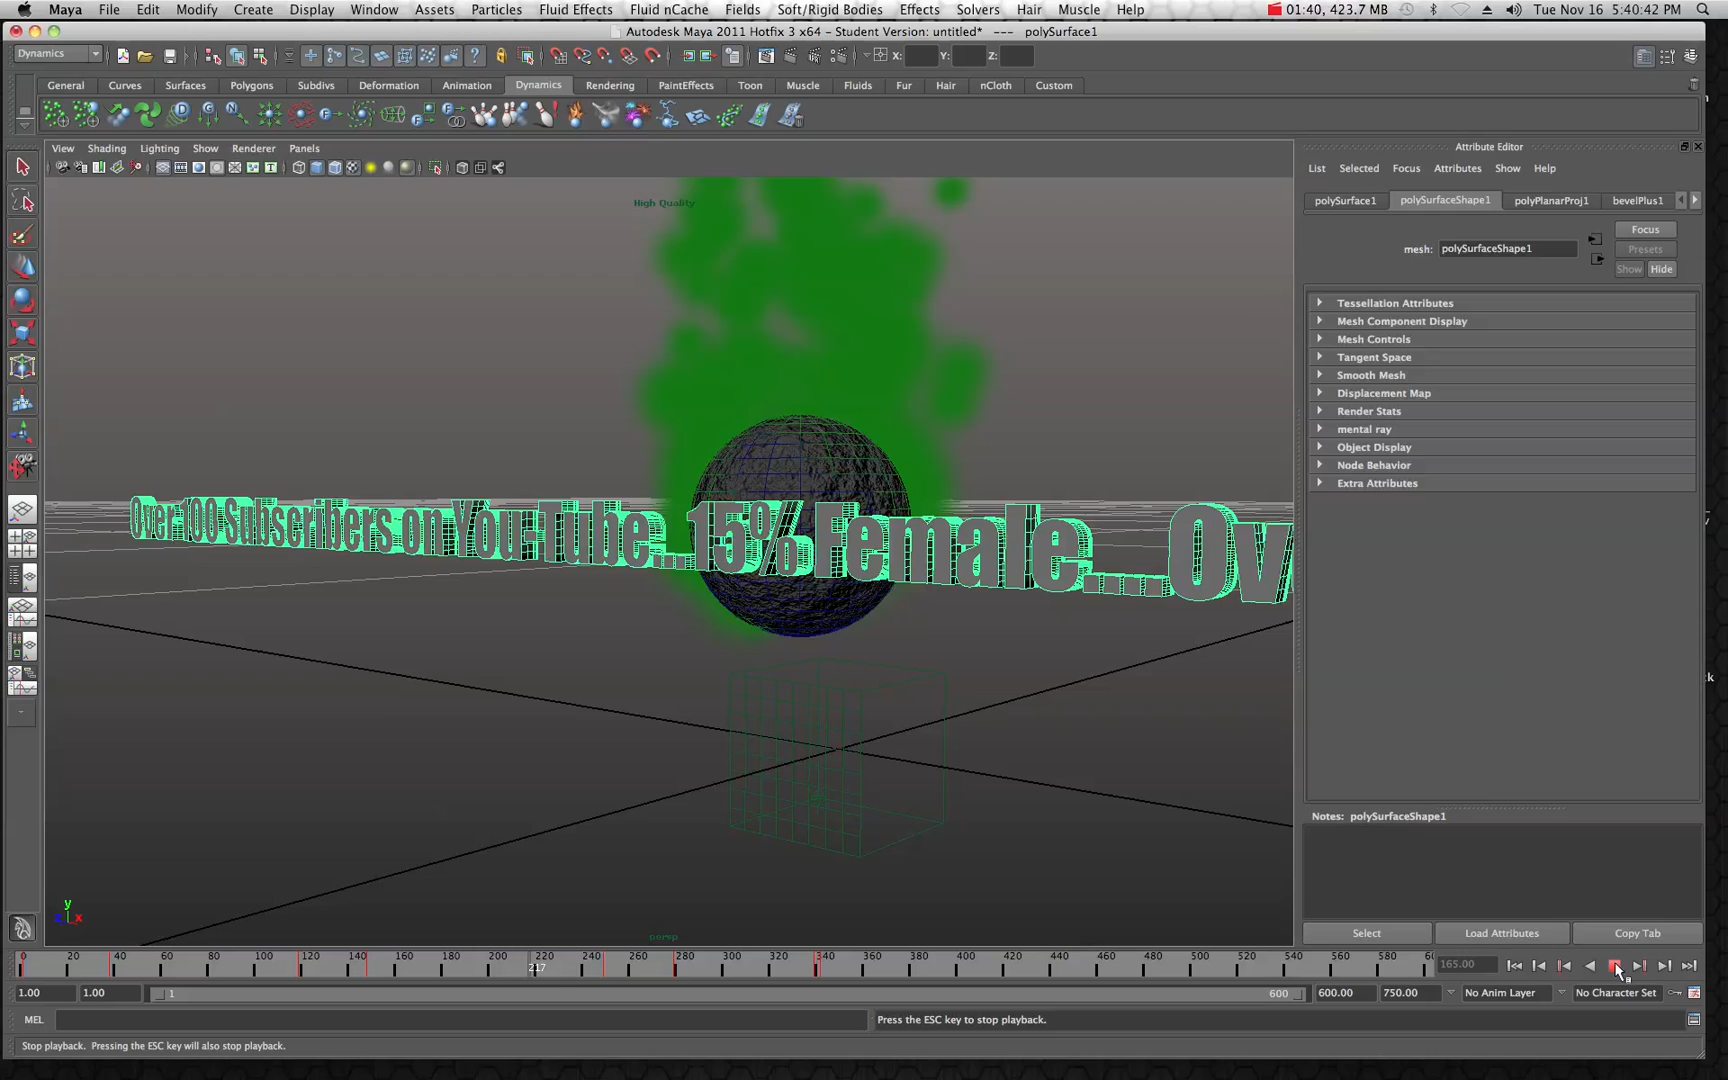 Maya File Edit Modify Create Display Window Assets Particles Fluid Effects Fluid nCache Fields Soft/Rigid Bodies Effects Solvers Hair Muscle Help 01:40, 423.7 MB Tue Nov 16 5:40:42 PM
Autodesk Maya 2011 Hotfix 3 x64 - Student Version: untitled* --- polySurface1
Dynamics X: Y: Z:
General Curves Surfaces Polygons Subdivs Deformation Animation Dynamics Rendering PaintEffects Toon Muscle Fluids Fur Hair nCloth Custom
View Shading Lighting Show Renderer Panels
High Quality
Over 100 Subscribers on You-Tube...15% Female.....Ov
y
z x
persp
Attribute Editor
List Selected Focus Attributes Show Help
polySurface1 polySurfaceShape1 polyPlanarProj1 bevelPlus1
Focus
mesh: polySurfaceShape1
Presets
Show Hide
Tessellation Attributes
Mesh Component Display
Mesh Controls
Tangent Space
Smooth Mesh
Displacement Map
Render Stats
mental ray
Object Display
Node Behavior
Extra Attributes
Notes: polySurfaceShape1
Select Load Attributes Copy Tab
0 20 40 60 80 100 120 140 160 180 200 220 240 260 280 300 320 340 360 380 400 420 440 460 480 500 520 540 560 580 60
217
165.00
1.00 1.00 1 600 600.00 750.00 No Anim Layer No Character Set
MEL Press the ESC key to stop playback.
Stop playback. Pressing the ESC key will also stop playback.